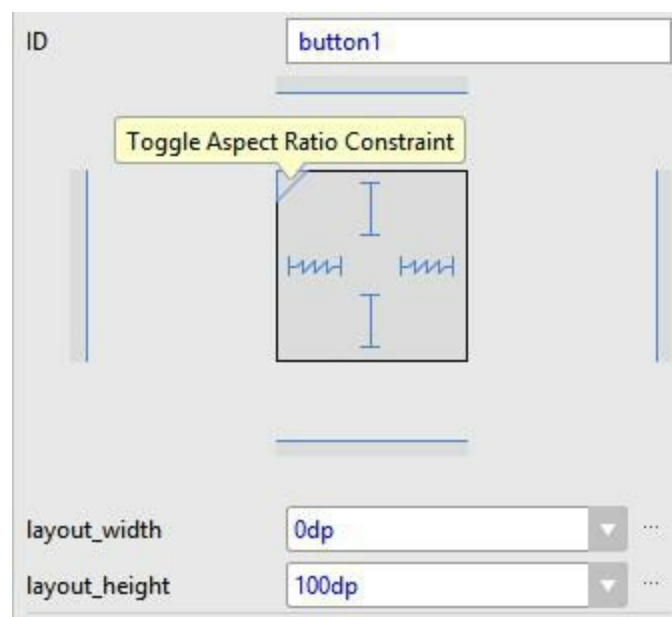 ID
button1
Toggle Aspect Ratio Constraint
layout_width
0dp
...
layout_height
100dp
...